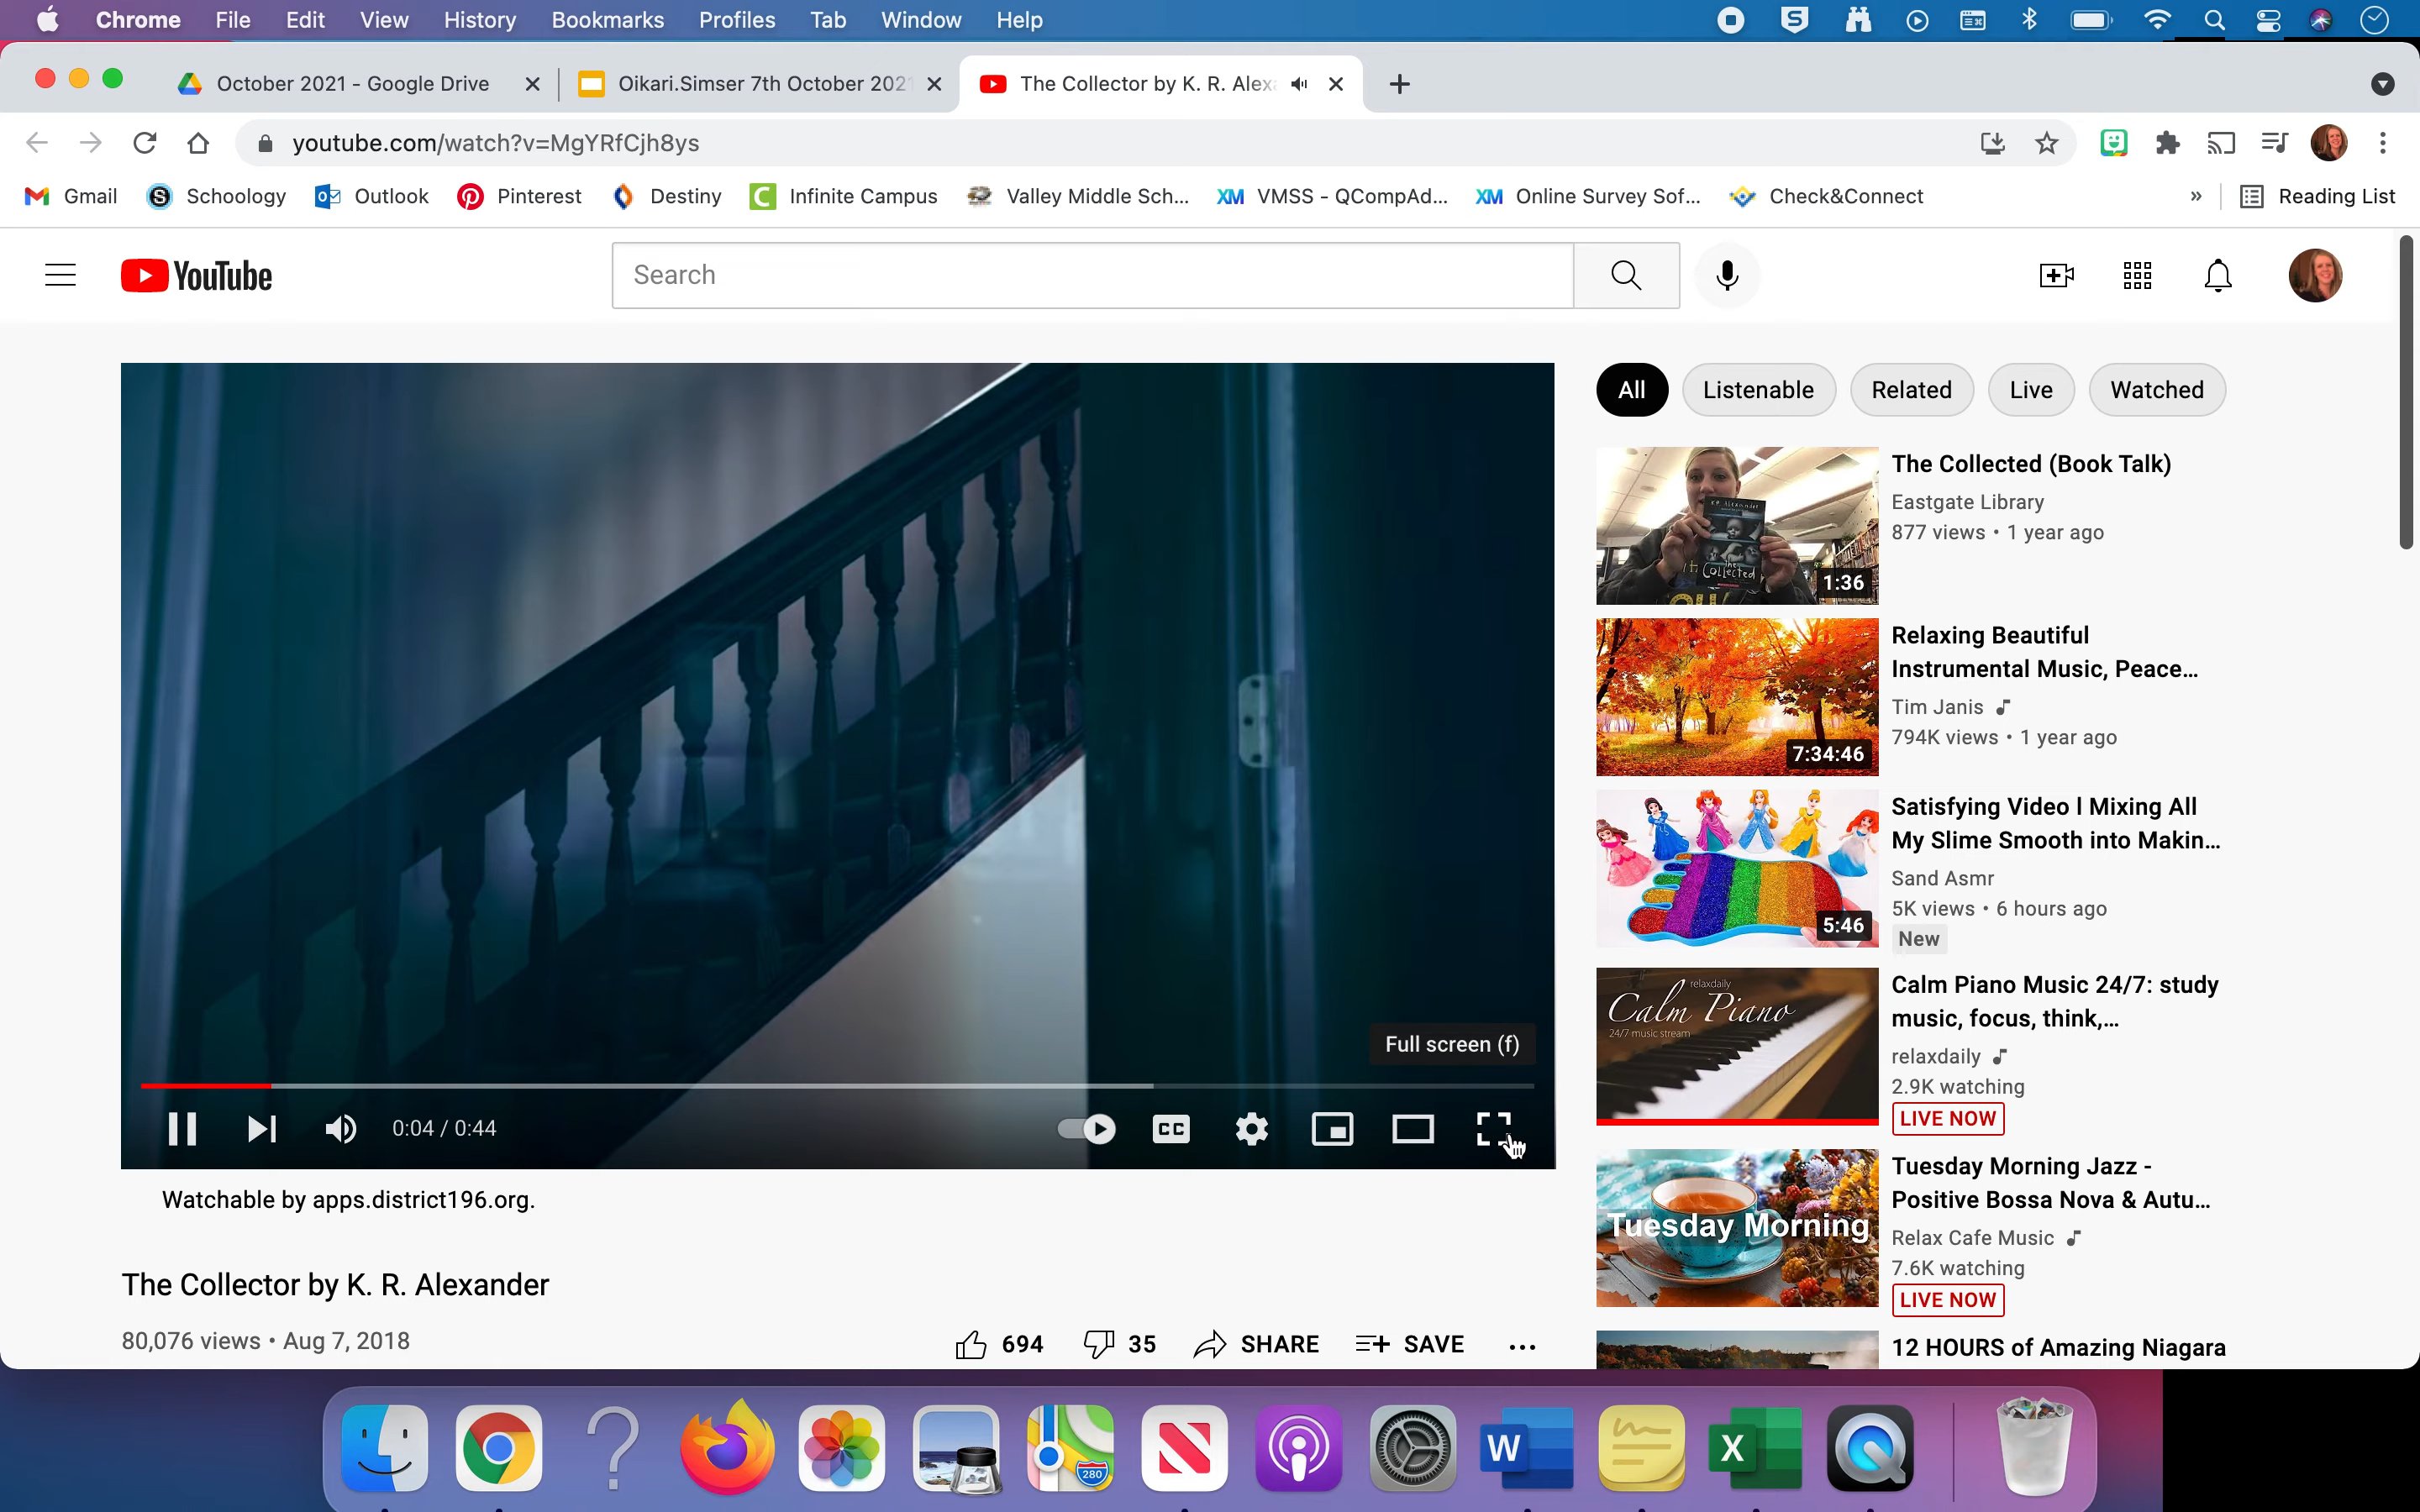 Chrome File Edit View History Bookmarks Profiles Tab Window Help
October 2021 - Google Drive
Oikari.Simser 7th October 2021
The Collector by K. R. Alex
youtube.com/watch?v=MgYRfCjh8ys
Gmail Schoology Outlook Pinterest Destiny Infinite Campus Valley Middle Sch... VMSS - QCompAd... Online Survey Sof... Check&Connect » Reading List
YouTube
Search
All Listenable Related Live Watched
The Collected (Book Talk)
Eastgate Library
877 views • 1 year ago
The Collected
1:36
Relaxing Beautiful
Instrumental Music, Peace...
Tim Janis
794K views • 1 year ago
7:34:46
Satisfying Video l Mixing All
My Slime Smooth into Makin...
Sand Asmr
5K views • 6 hours ago
New
5:46
relaxdaily
Calm Piano
24/7 music stream
Calm Piano Music 24/7: study
music, focus, think,...
relaxdaily
2.9K watching
LIVE NOW
Tuesday Morning
Tuesday Morning Jazz -
Positive Bossa Nova & Autu...
Relax Cafe Music
7.6K watching
LIVE NOW
12 HOURS of Amazing Niagara
Full screen (f)
0:04 / 0:44
CC
Watchable by apps.district196.org.
The Collector by K. R. Alexander
80,076 views • Aug 7, 2018
694 35 SHARE SAVE ...
280
W
X